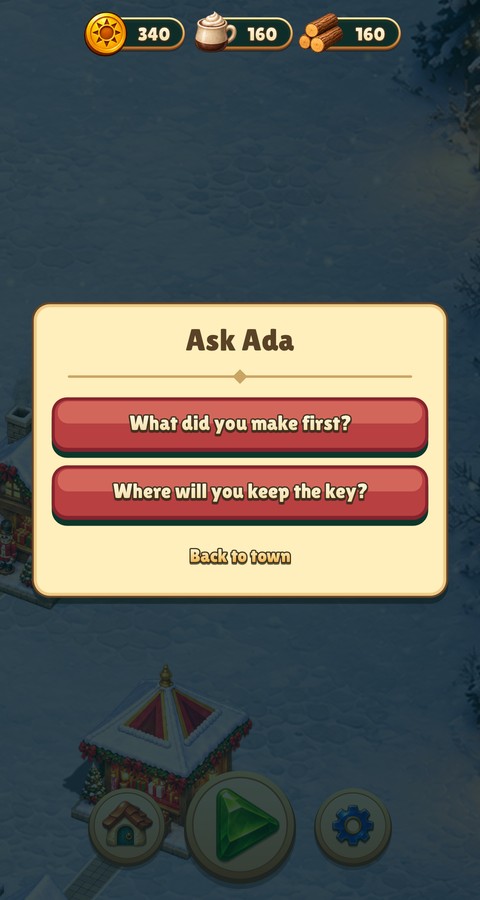 340
160
160
Ask Ada
What did you make first?
Where will you keep the key?
Back to town